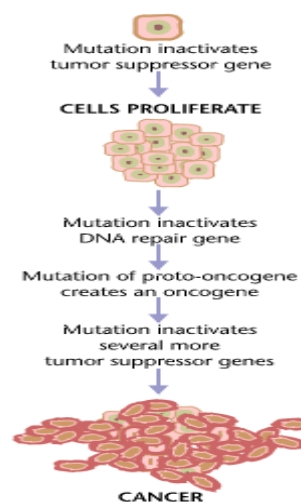 Mutation inactivates
tumor suppressor gene
CELLS PROLIFERATE
Mutation inactivates
DNA repair gene
Mutation of proto-oncogene
creates an oncogene
Mutation inactivates
several more
tumor suppressor genes
CANCER